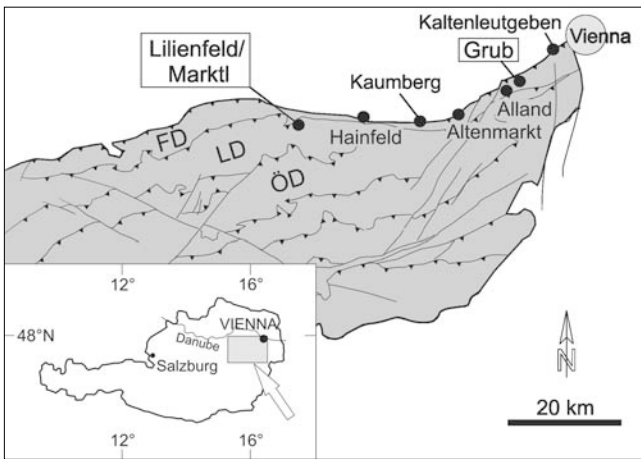 Kaltenleutgeben
Vienna
Lilienfeld/
Marktl
Grub
Kaumberg
Alland
Hainfeld
Altenmarkt
FD
LD
ÖD
12°
16°
48°N
VIENNA
Danube
Salzburg
N
20 km
12°
16°